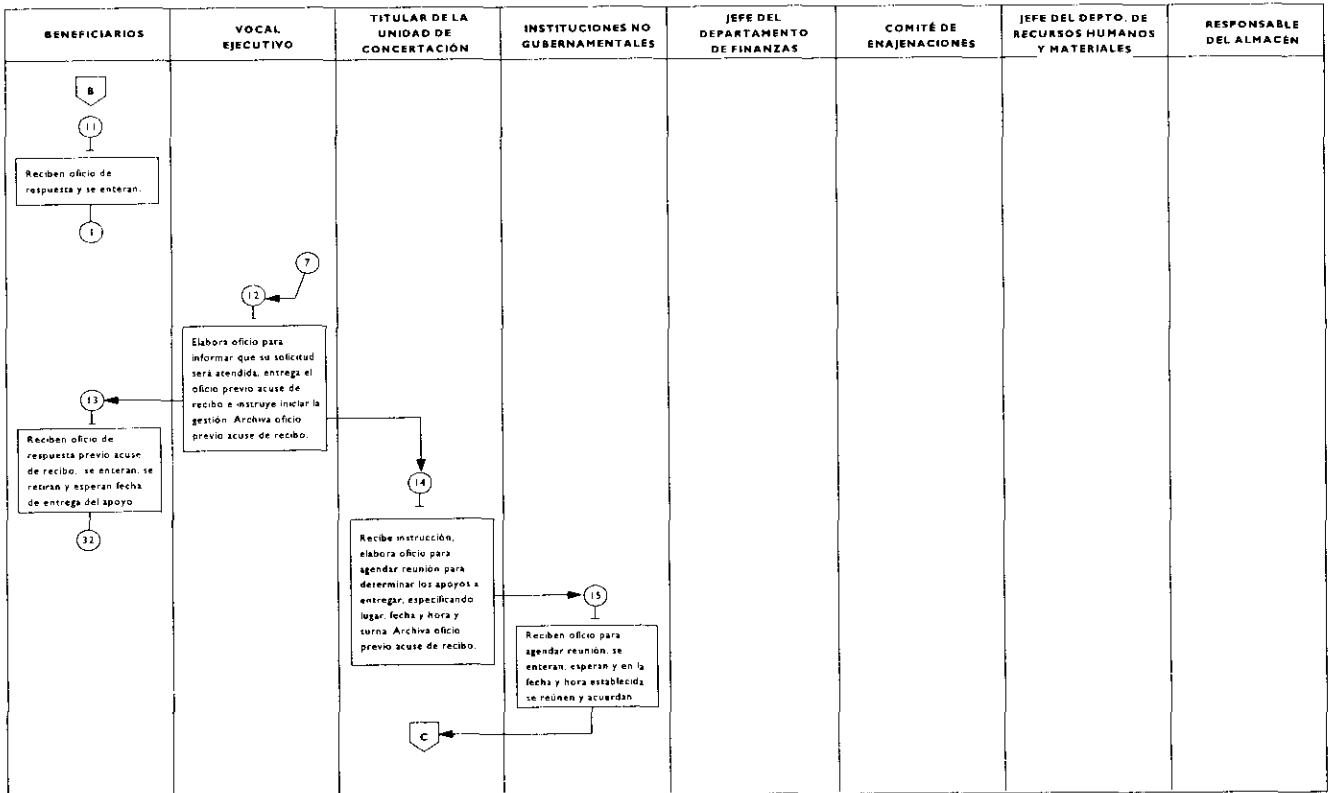 BENEFICIARIOS
VOCAL
EJECUTIVO
TITULAR DE LA
UNIDAD DE
CONCERTACIÓN
INSTITUCIONES NO
GUBERNAMENTALES
JEFE DEL
DEPARTAMENTO
DE FINANZAS
COMITÉ DE
ENAJENACIONES
JEFE DEL DEPTO. DE
RECURSOS HUMANOS
Y MATERIALES
RESPONSABLE
DEL ALMACÉN
B
11
Reciben oficio de
respuesta y se enteran.
1
7
12
Elabora oficio para
informar que su solicitud
será atendida, entrega el
oficio previo acuse de
recibo e instruye iniciar la
gestión. Archiva oficio
previo acuse de recibo.
13
Reciben oficio de
respuesta previo acuse
de recibo, se enteran, se
retiran y esperan fecha
de entrega del apoyo
32
14
Recibe instrucción,
elabora oficio para
agendar reunión para
determinar los apoyos a
entregar, especificando
lugar, fecha y hora y
turna. Archiva oficio
previo acuse de recibo.
15
Reciben oficio para
agendar reunión, se
enteran, esperan y en la
fecha y hora establecida
se reúnen y acuerdan
C